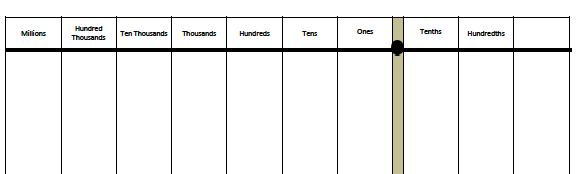 Millions
Hundred
Thousands
Ten Thousands
Thousands
Hundreds
Tens
Ones
Tenths
Hundredths